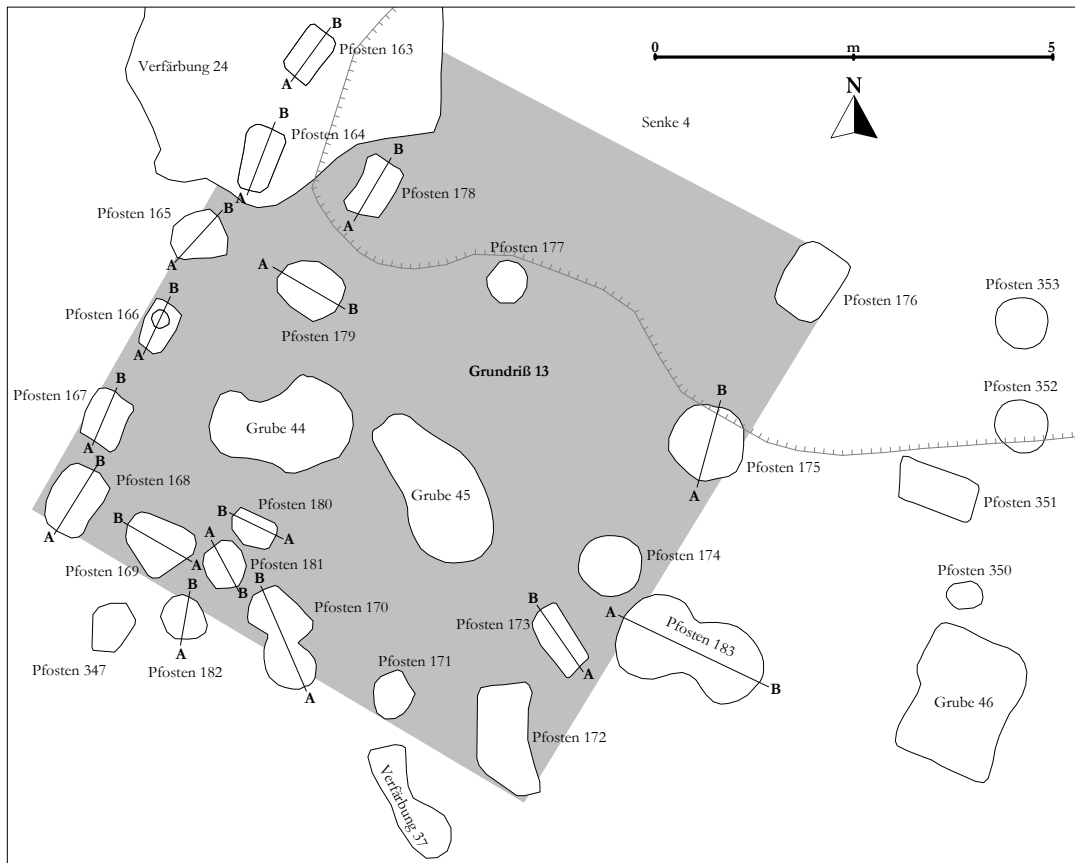 B
Pfosten 163
0 m 5
Verfärbung 24
A
N
B
Senke 4
Pfosten 164
B
Pfosten 178
A
Pfosten 165
B
A
Pfosten 177
A
A
B
Pfosten 353
Pfosten 176
Pfosten 166
B
Pfosten 179
A
Grundriß 13
B
Pfosten 167
B
Pfosten 352
Grube 44
A
B
Pfosten 168
Pfosten 175
Grube 45
A
Pfosten 351
Pfosten 180
B
B
A
A
A
Pfosten 174
Pfosten 169
A
Pfosten 181
Pfosten 350
B
B
B
Pfosten 170
B
A
Pfosten 173
Pfosten 183
A
Pfosten 347
Pfosten 182
Pfosten 171
A
A
B
Grube 46
Pfosten 172
Verfärbung 37